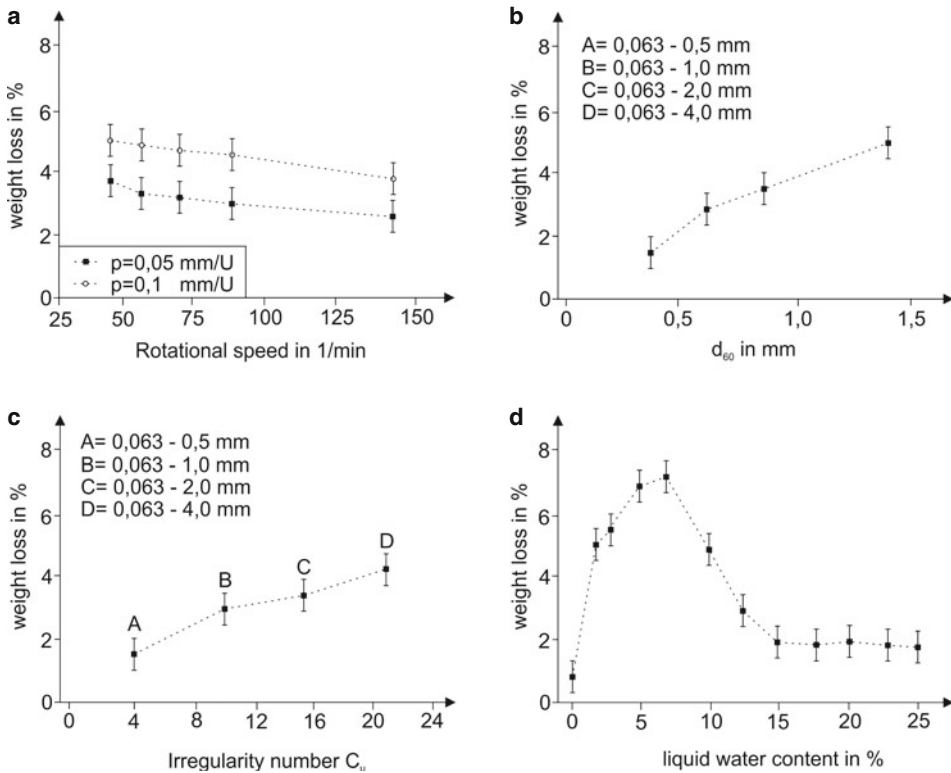 a
8
6
4
2
0
weight loss in %
p=0,05 mm/U
p=0,1 mm/U
25 50 75 100 125 150
Rotational speed in 1/min
b
A= 0,063 - 0,5 mm
B= 0,063 - 1,0 mm
C= 0,063 - 2,0 mm
D= 0,063 - 4,0 mm
8
6
4
2
0
weight loss in %
0 0,5 1,0 1,5
d60 in mm
c
A= 0,063 - 0,5 mm
B= 0,063 - 1,0 mm
C= 0,063 - 2,0 mm
D= 0,063 - 4,0 mm
8
6
4
2
0
weight loss in %
A
B
C
D
0 4 8 12 16 20 24
Irregularity number Cu
d
8
6
4
2
0
weight loss in %
0 5 10 15 20 25
liquid water content in %